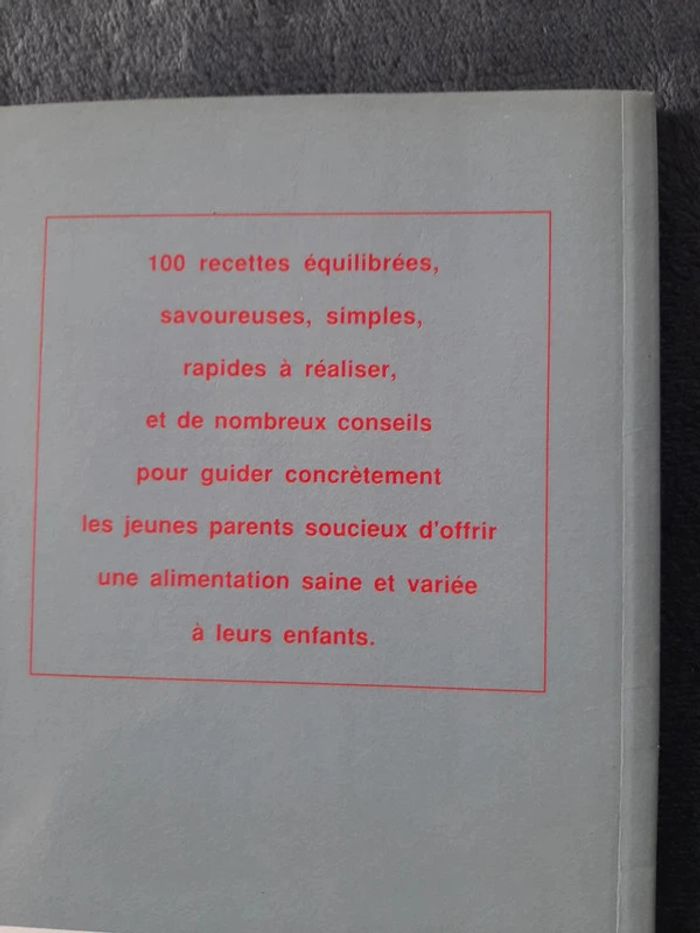 100 recettes équilibrées,
savoureuses, simples,
rapides à réaliser,
et de nombreux conseils
pour guider concrètement
les jeunes parents soucieux d'offrir
une alimentation saine et variée
à leurs enfants.